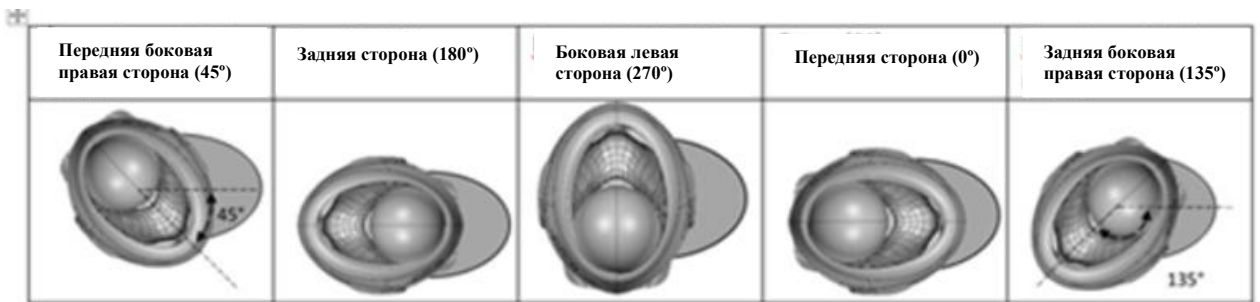 Передняя боковая
правая сторона (45º)
Задняя сторона (180º)
Боковая левая
сторона (270º)
Передняя сторона (0º)
Задняя боковая
правая сторона (135º)
45°
135°